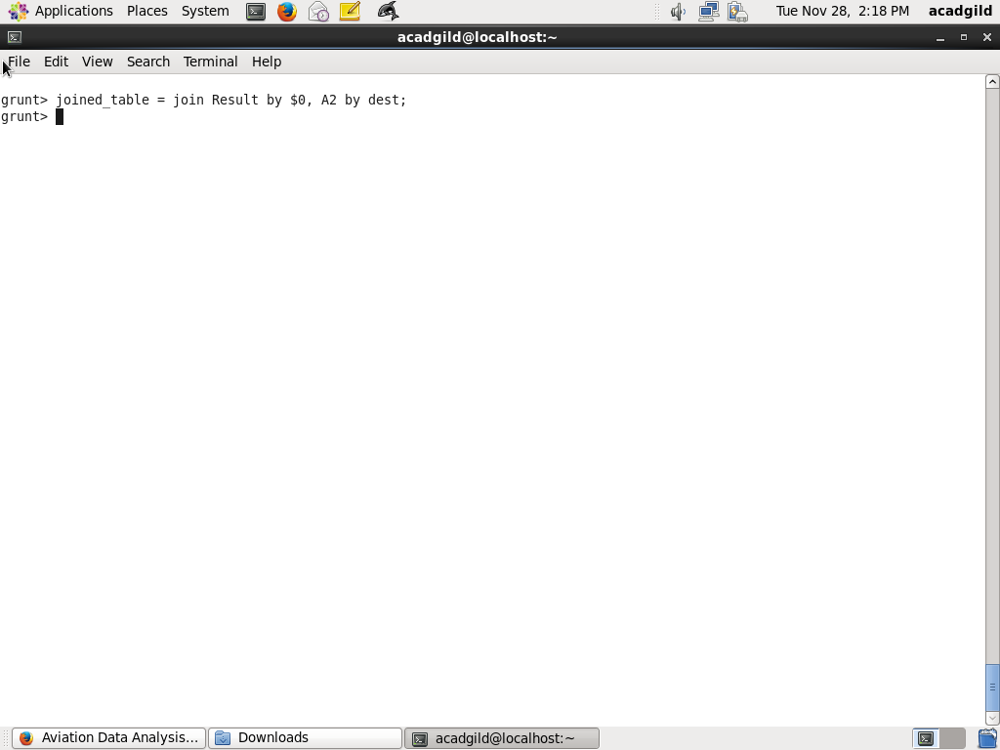 Applications Places System Tue Nov 28, 2:18 PM acadgild
acadgild@localhost:~
File Edit View Search Terminal Help
grunt> joined_table = join Result by $0, A2 by dest;
grunt>
Aviation Data Analysis... Downloads acadgild@localhost:~